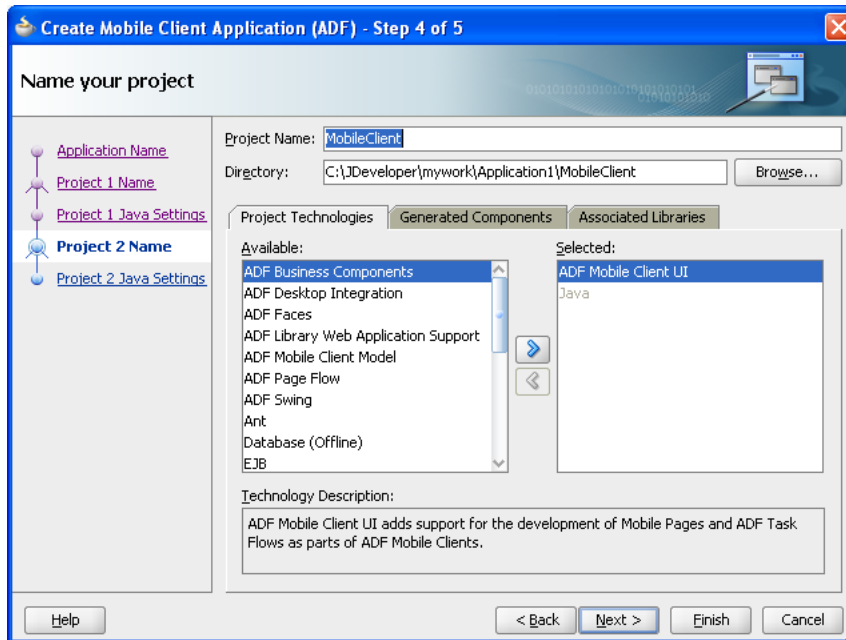 Create Mobile Client Application (ADF) - Step 4 of 5
Name your project
Application Name
Project 1 Name
Project 1 Java Settings
Project 2 Name
Project 2 Java Settings
Project Name: MobileClient
Directory: C:\JDeveloper\mywork\Application1\MobileClient Browse...
Project Technologies Generated Components Associated Libraries
Available:
ADF Business Components
ADF Desktop Integration
ADF Faces
ADF Library Web Application Support
ADF Mobile Client Model
ADF Page Flow
ADF Swing
Ant
Database (Offline)
EJB
Selected:
ADF Mobile Client UI
Java
Technology Description:
ADF Mobile Client UI adds support for the development of Mobile Pages and ADF Task
Flows as parts of ADF Mobile Clients.
Help < Back Next > Finish Cancel